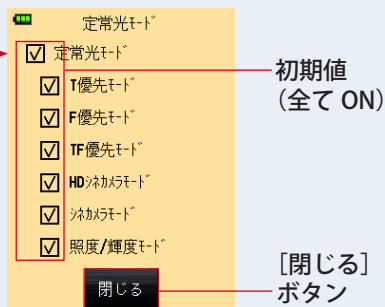 定常光ﾓｰﾄﾞ
定常光ﾓｰﾄﾞ
T優先ﾓｰﾄﾞ
F優先ﾓｰﾄﾞ
TF優先ﾓｰﾄﾞ
HDｼﾈｶﾒﾗﾓｰﾄﾞ
ｼﾈｶﾒﾗﾓｰﾄﾞ
照度/輝度ﾓｰﾄﾞ
閉じる
初期値
（全て ON）
［閉じる］
ボタン